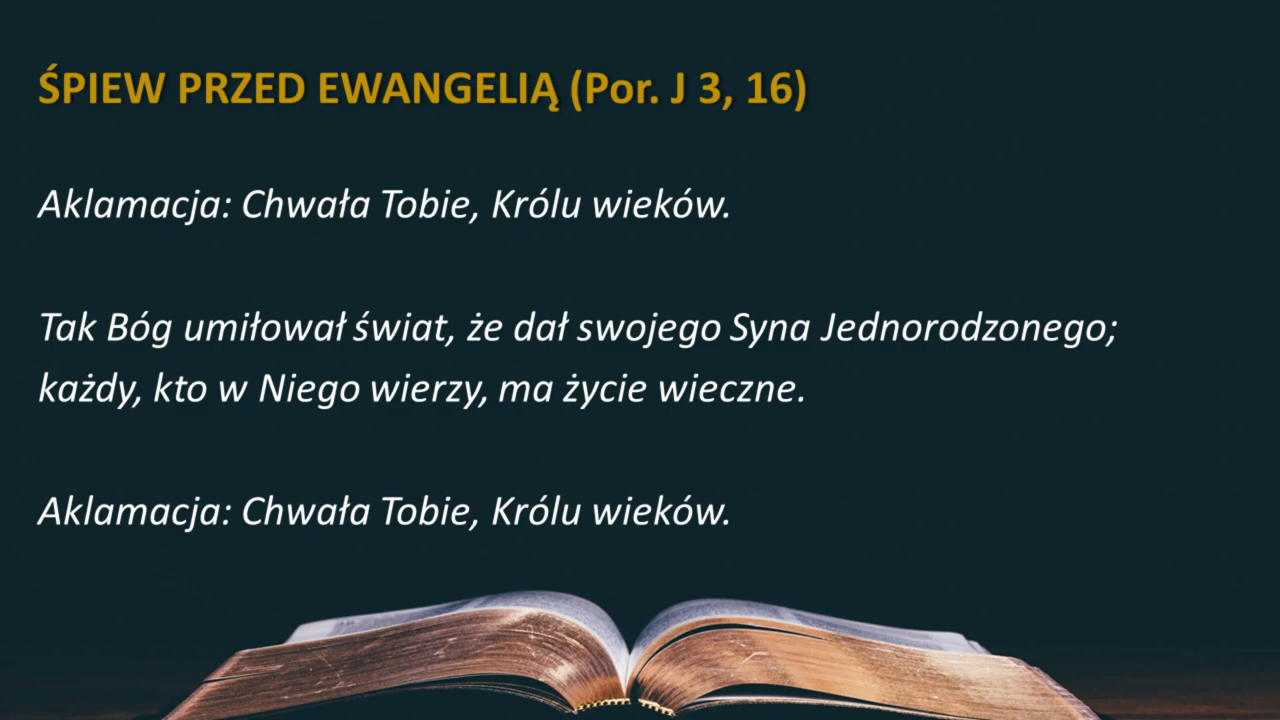 ŚPIEW PRZED EWANGELIĄ (Por. J 3, 16)
Aklamacja: Chwała Tobie, Królu wieków.
Tak Bóg umiłował świat, że dał swojego Syna Jednorodzonego;
każdy, kto w Niego wierzy, ma życie wieczne.
Aklamacja: Chwała Tobie, Królu wieków.